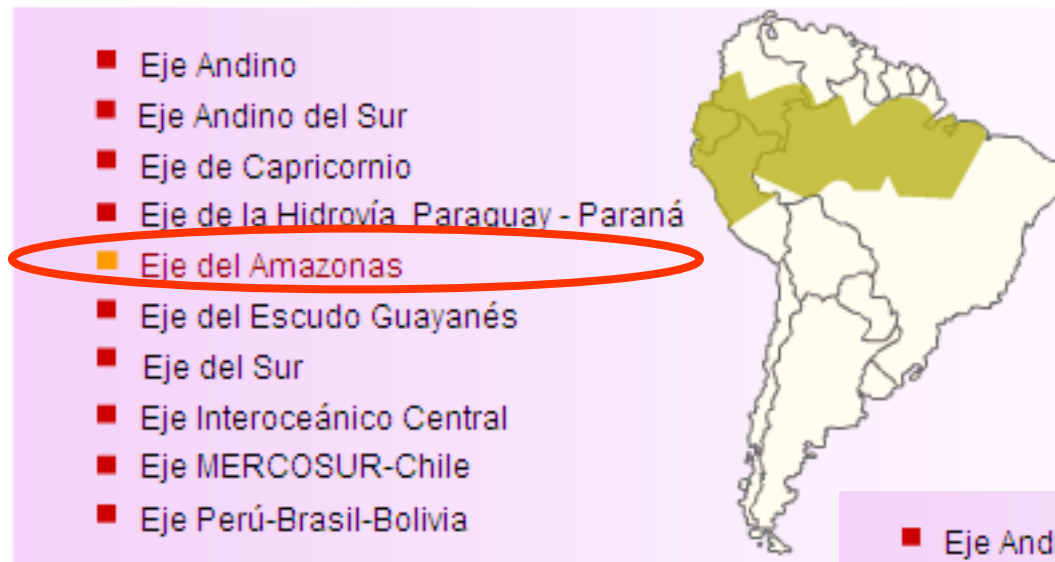 Eje Andino
Eje Andino del Sur
Eje de Capricornio
Eje de la Hidrovía Paraguay - Paraná
Eje del Amazonas
Eje del Escudo Guayanés
Eje del Sur
Eje Interoceánico Central
Eje MERCOSUR-Chile
Eje Perú-Brasil-Bolivia
Eje And